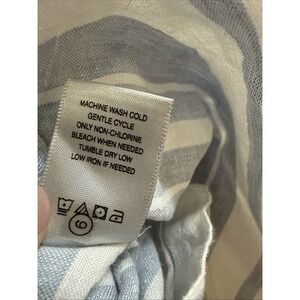 MACHINE WASH COLD
GENTLE CYCLE
ONLY NON-CHLORINE
BLEACH WHEN NEEDED
TUMBLE DRY LOW
LOW IRON IF NEEDED